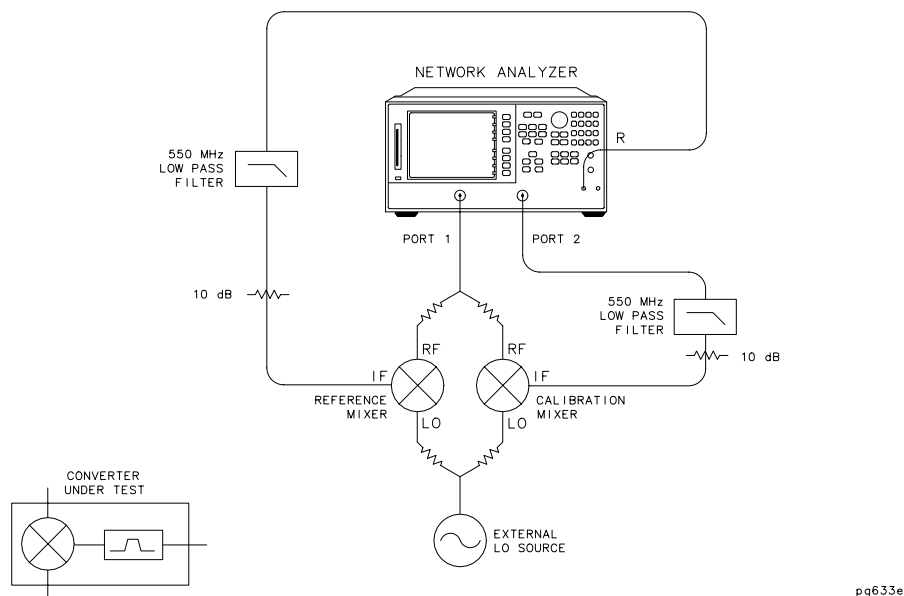 NETWORK ANALYZER
R
550 MHz
LOW PASS
FILTER
PORT 1
PORT 2
10 dB
550 MHz
LOW PASS
FILTER
10 dB
RF
RF
IF
IF
REFERENCE
MIXER
CALIBRATION
MIXER
LO
LO
CONVERTER
UNDER TEST
EXTERNAL
LO SOURCE
pq633e